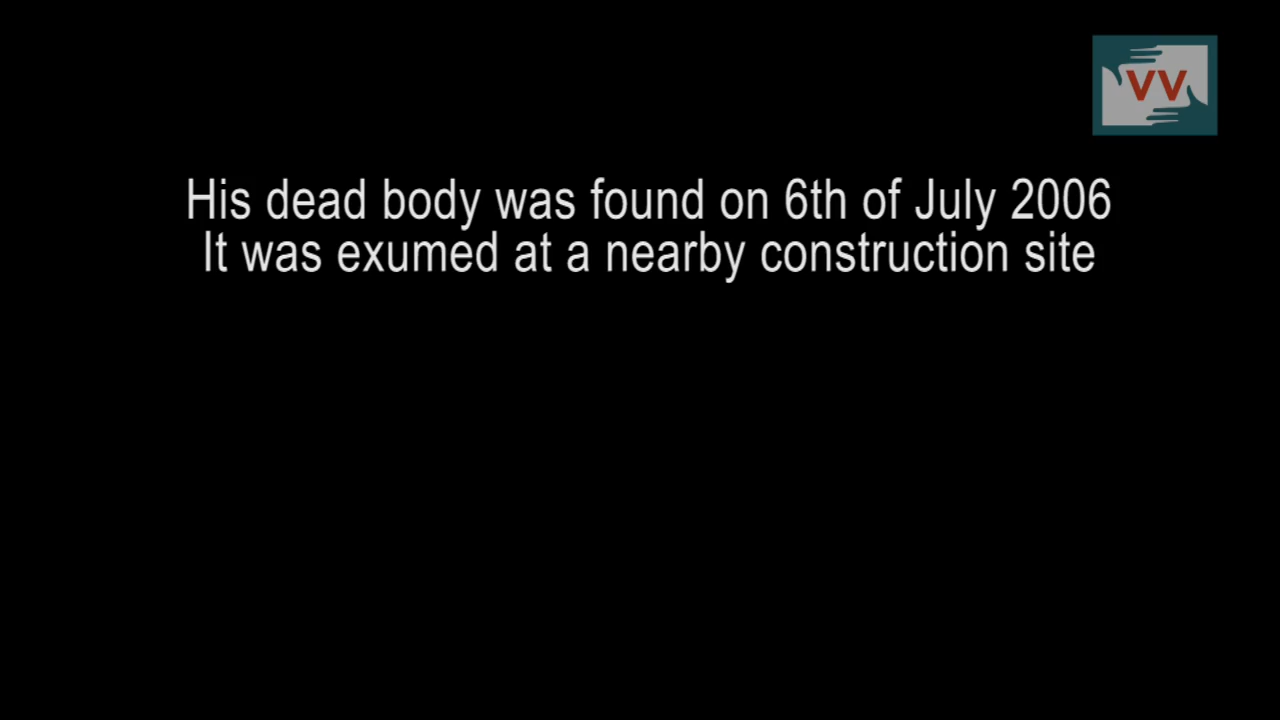 VV
His dead body was found on 6th of July 2006
It was exumed at a nearby construction site